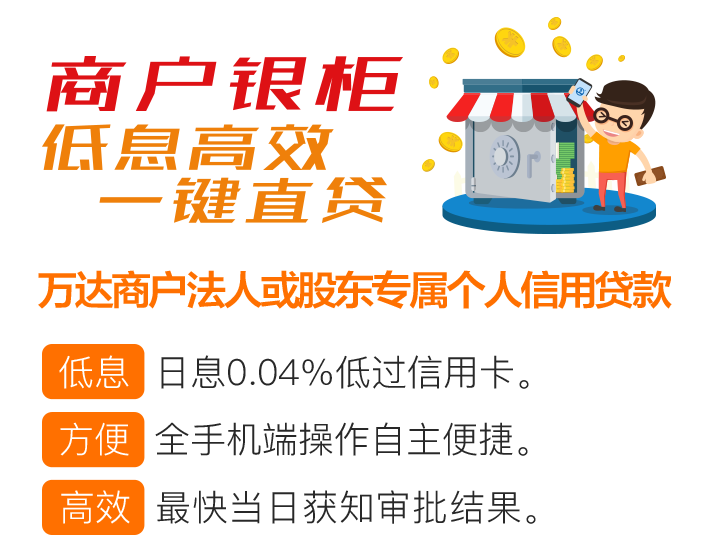 商户银柜
低息高效
一键直贷
万达商户法人或股东专属个人信用贷款
低息 日息0.04%低过信用卡。
方便 全手机端操作自主便捷。
高效 最快当日获知审批结果。